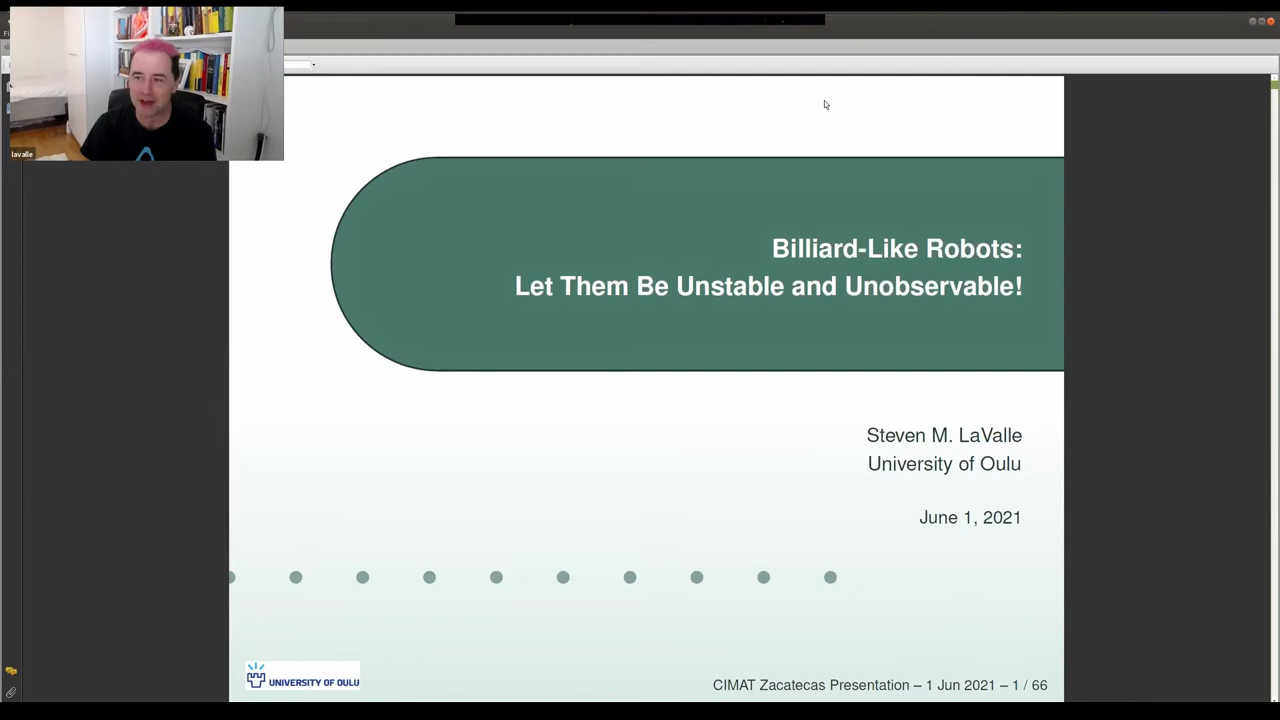 lavalle
Billiard-Like Robots:
Let Them Be Unstable and Unobservable!
Steven M. LaValle
University of Oulu
June 1, 2021
UNIVERSITY OF OULU
CIMAT Zacatecas Presentation – 1 Jun 2021 – 1 / 66